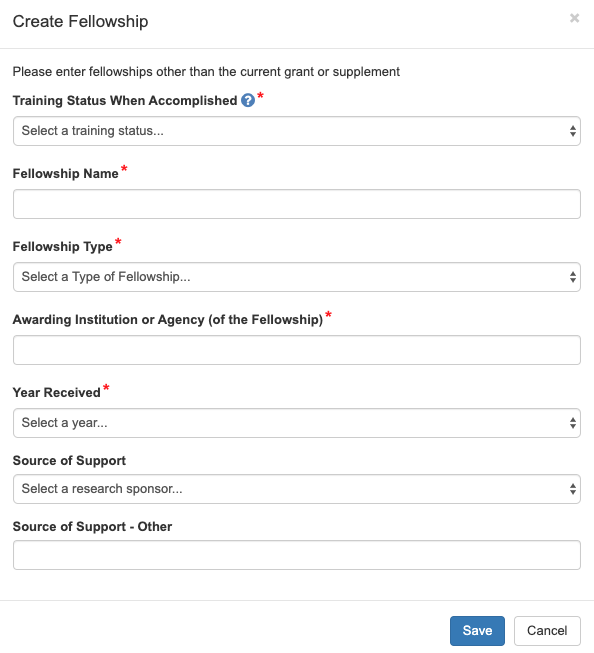 Create Fellowship ×
Please enter fellowships other than the current grant or supplement
Training Status When Accomplished ? *
Select a training status...
Fellowship Name *
Fellowship Type *
Select a Type of Fellowship...
Awarding Institution or Agency (of the Fellowship) *
Year Received *
Select a year...
Source of Support
Select a research sponsor...
Source of Support - Other
Save Cancel